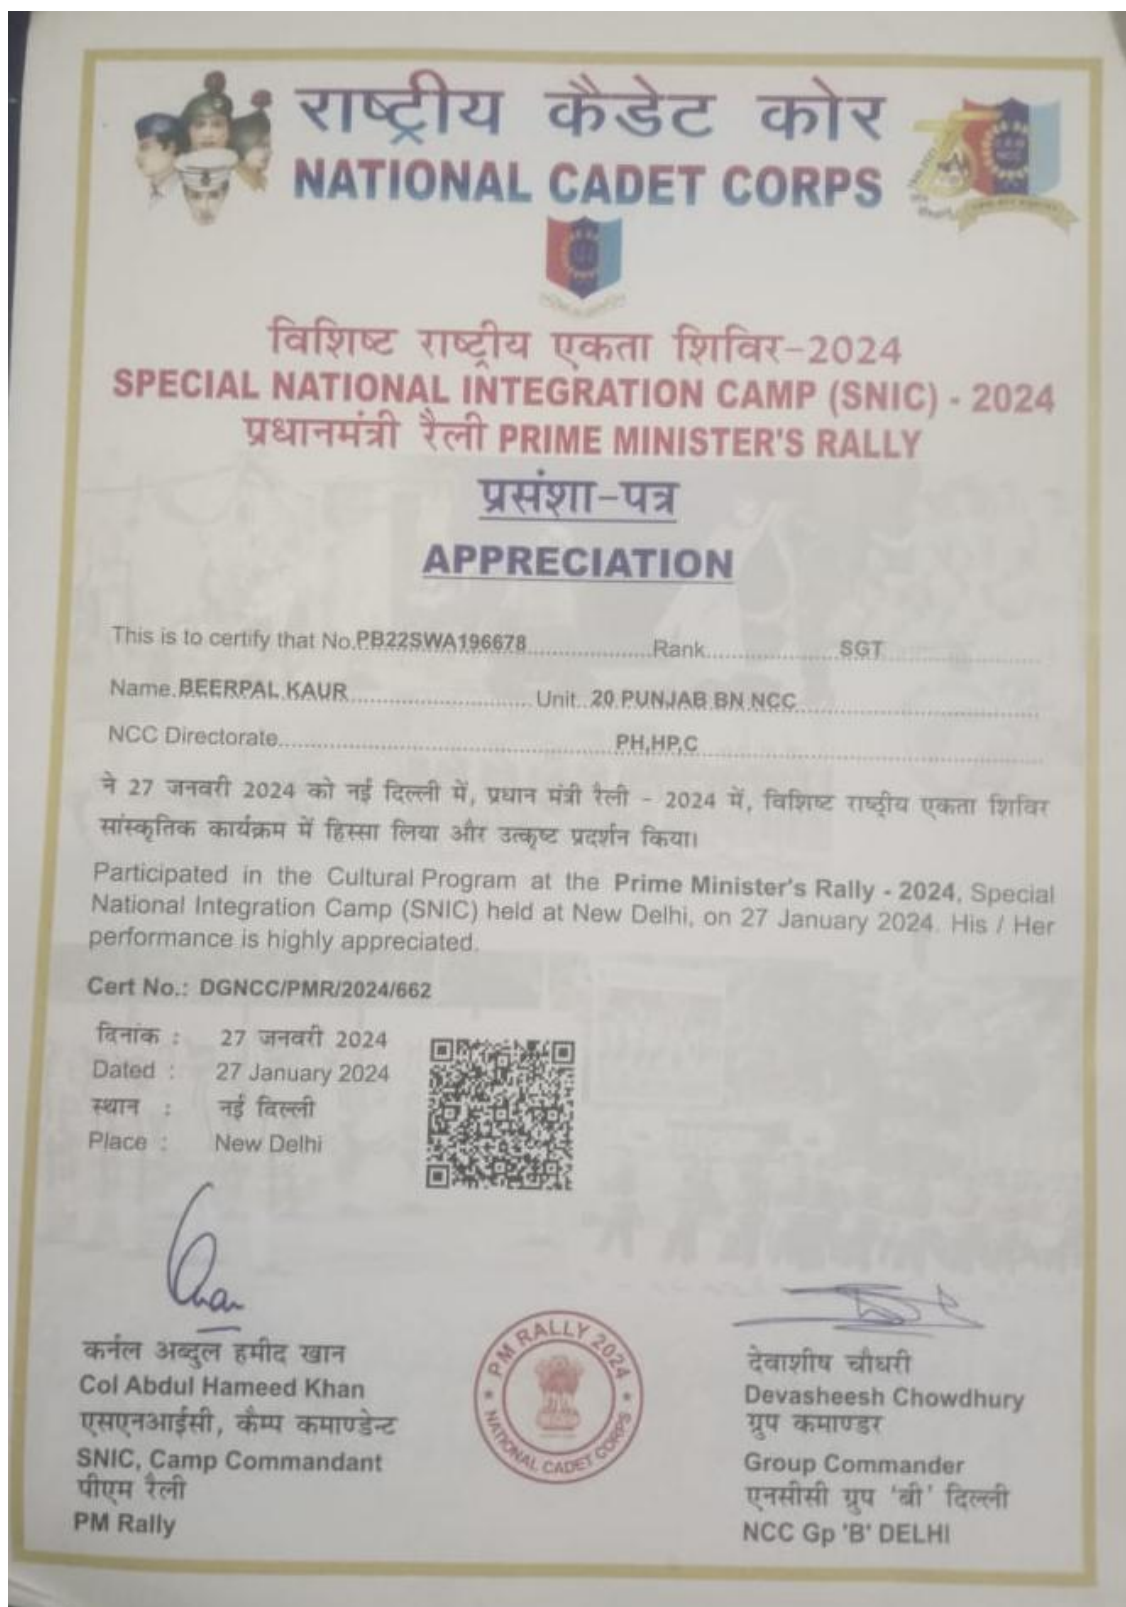 राष्ट्रीय कैडेट कोर
NATIONAL CADET CORPS
विशिष्ट राष्ट्रीय एकता शिविर-2024
SPECIAL NATIONAL INTEGRATION CAMP (SNIC) - 2024
प्रधानमंत्री रैली PRIME MINISTER'S RALLY
प्रसंशा-पत्र
APPRECIATION
This is to certify that No.PB22SWA196678 Rank SGT
Name.BEERPAL KAUR Unit 20 PUNJAB BN NCC
NCC Directorate PH,HP,C
ने 27 जनवरी 2024 को नई दिल्ली में, प्रधान मंत्री रैली - 2024 में, विशिष्ट राष्ट्रीय एकता शिविर
सांस्कृतिक कार्यक्रम में हिस्सा लिया और उत्कृष्ट प्रदर्शन किया।
Participated in the Cultural Program at the Prime Minister's Rally - 2024, Special
National Integration Camp (SNIC) held at New Delhi, on 27 January 2024. His / Her
performance is highly appreciated.
Cert No.: DGNCC/PMR/2024/662
दिनांक : 27 जनवरी 2024
Dated : 27 January 2024
स्थान : नई दिल्ली
Place : New Delhi
कर्नल अब्दुल हमीद खान
Col Abdul Hameed Khan
एसएनआईसी, कैम्प कमाण्डेन्ट
SNIC, Camp Commandant
पीएम रैली
PM Rally
PM RALLY 2024
NATIONAL CADET CORPS
देवाशीष चौधरी
Devasheesh Chowdhury
ग्रुप कमाण्डर
Group Commander
एनसीसी ग्रुप 'बी' दिल्ली
NCC Gp 'B' DELHI